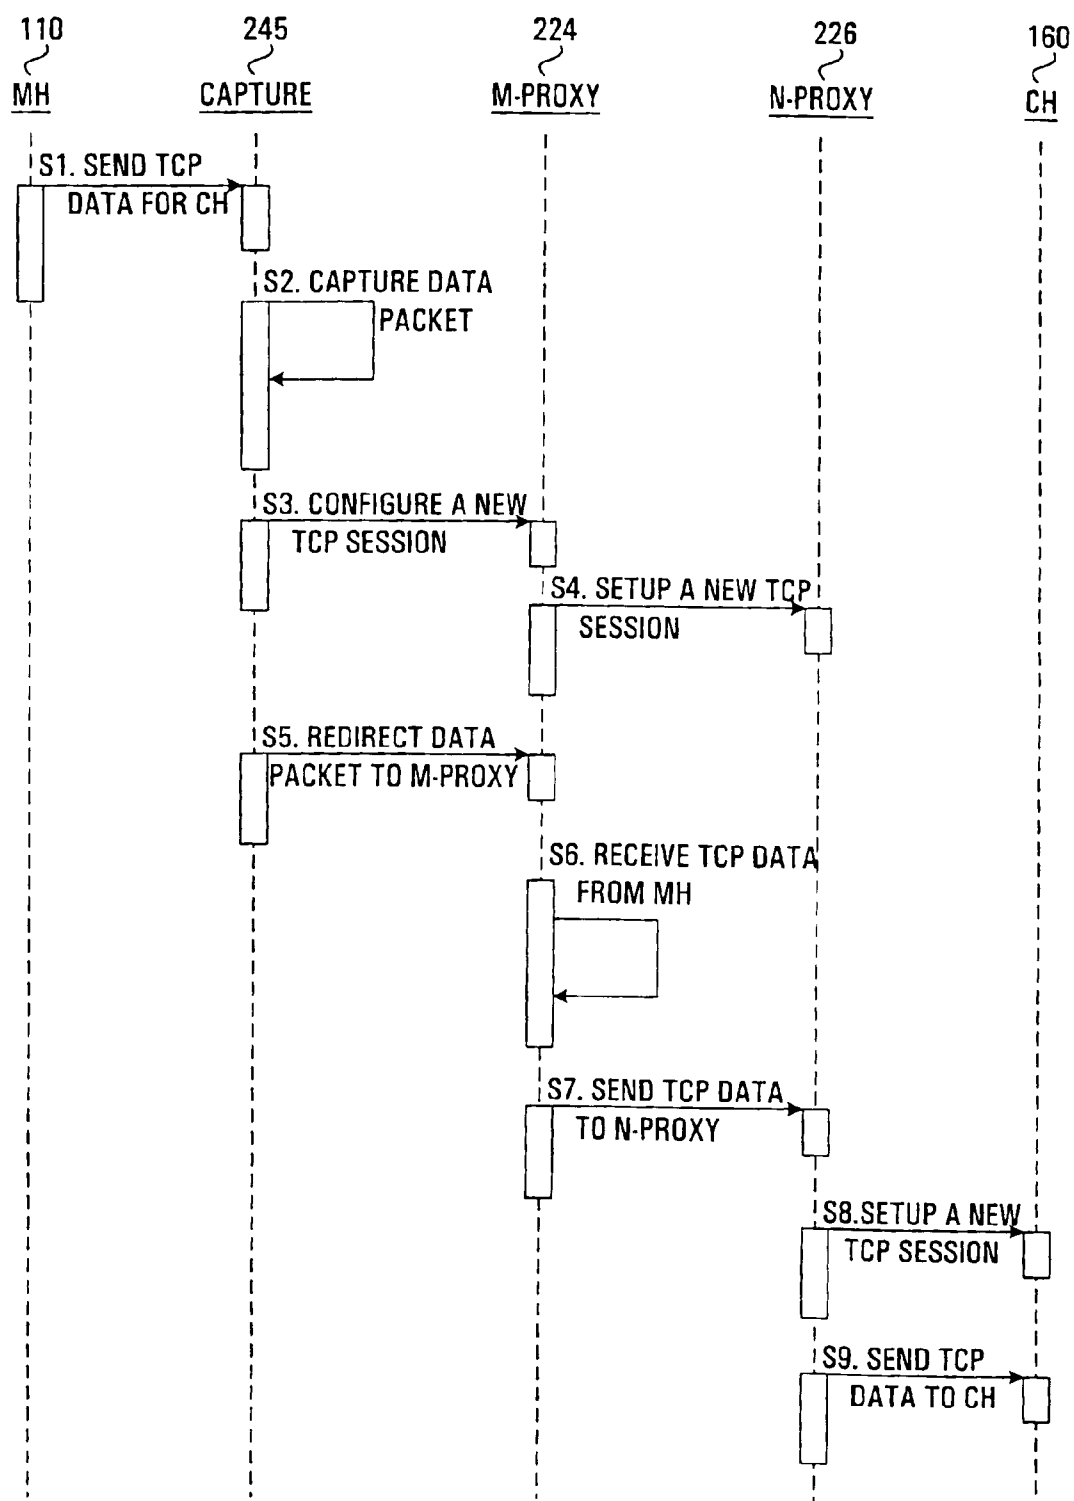 110 245 224 226 160
MH CAPTURE M-PROXY N-PROXY CH
S1. SEND TCP
DATA FOR CH
S2. CAPTURE DATA
PACKET
S3. CONFIGURE A NEW
TCP SESSION
S4. SETUP A NEW TCP
SESSION
S5. REDIRECT DATA
PACKET TO M-PROXY
S6. RECEIVE TCP DATA
FROM MH
S7. SEND TCP DATA
TO N-PROXY
S8.SETUP A NEW
TCP SESSION
S9. SEND TCP
DATA TO CH